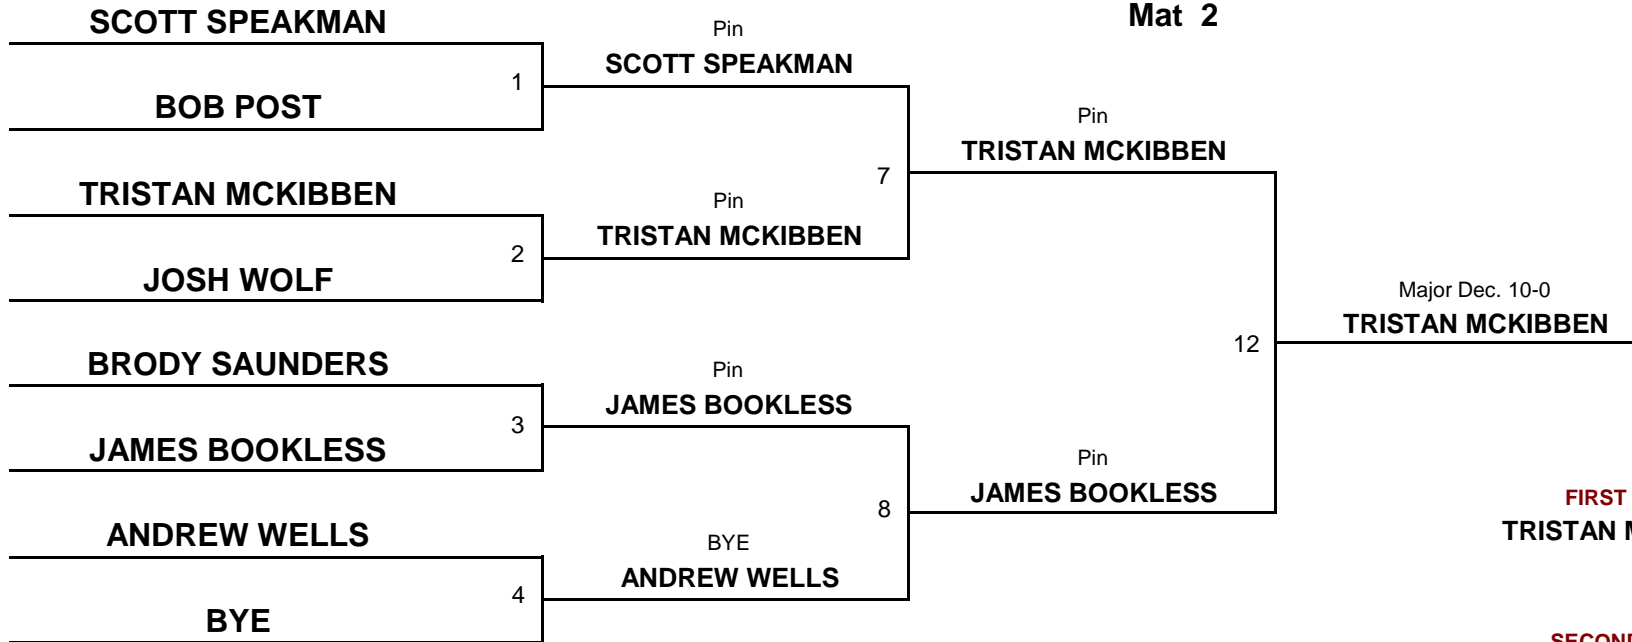 SCOTT SPEAKMAN
Pin
Mat 2
SCOTT SPEAKMAN
1
BOB POST
Pin
TRISTAN MCKIBBEN
7
TRISTAN MCKIBBEN
Pin
TRISTAN MCKIBBEN
2
JOSH WOLF
Major Dec. 10-0
TRISTAN MCKIBBEN
12
BRODY SAUNDERS
Pin
JAMES BOOKLESS
3
JAMES BOOKLESS
Pin
JAMES BOOKLESS
8
FIRST
TRISTAN
ANDREW WELLS
BYE
ANDREW WELLS
4
BYE